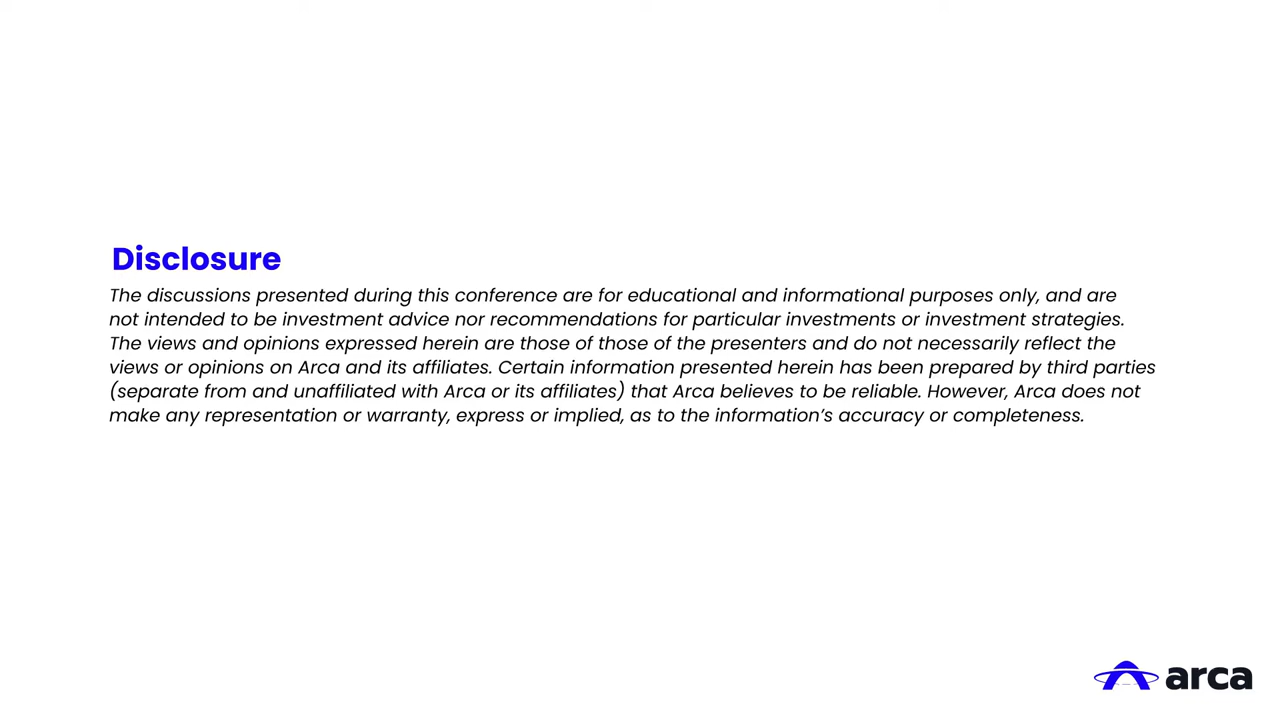 Disclosure
The discussions presented during this conference are for educational and informational purposes only, and are
not intended to be investment advice nor recommendations for particular investments or investment strategies.
The views and opinions expressed herein are those of those of the presenters and do not necessarily reflect the
views or opinions on Arca and its affiliates. Certain information presented herein has been prepared by third parties
(separate from and unaffiliated with Arca or its affiliates) that Arca believes to be reliable. However, Arca does not
make any representation or warranty, express or implied, as to the information’s accuracy or completeness.
arca